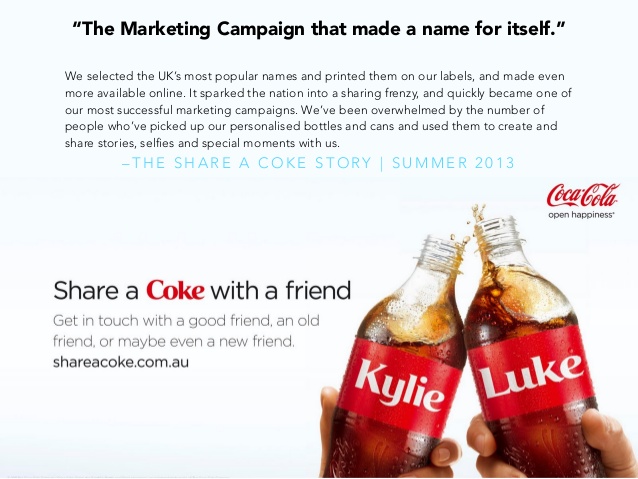 “The Marketing Campaign that made a name for itself.”
We selected the UK’s most popular names and printed them on our labels, and made even
more available online. It sparked the nation into a sharing frenzy, and quickly became one of
our most successful marketing campaigns. We’ve been overwhelmed by the number of
people who’ve picked up our personalised bottles and cans and used them to create and
share stories, selfies and special moments with us.
–THE SHARE A COKE STORY | SUMMER 2013
Coca-Cola
open happiness
Share a Coke with a friend
Get in touch with a good friend, an old
friend, or maybe even a new friend.
shareacoke.com.au
Kylie
Luke